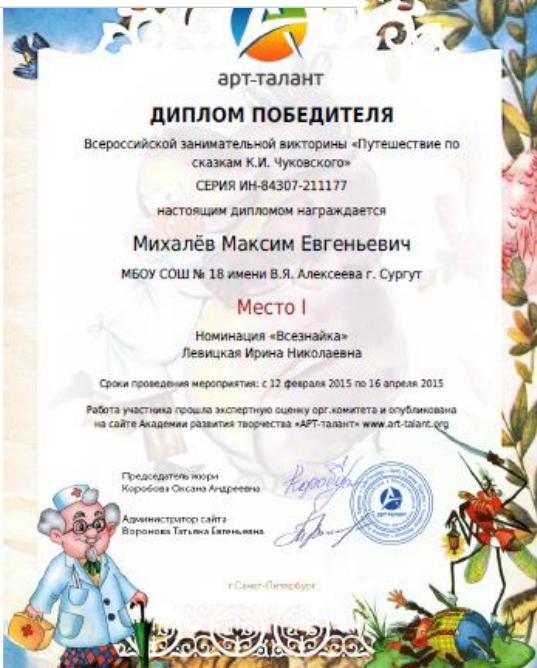 арт-талант
ДИПЛОМ ПОБЕДИТЕЛЯ
Всероссийской занимательной викторины «Путешествие по
сказкам К.И. Чуковского»
СЕРИЯ ИН-84307-211177
настоящим дипломом награждается
Михалёв Максим Евгеньевич
МБОУ СОШ № 18 имени В.Я. Алексеева г. Сургут
Место I
Номинация «Всезнайка»
Левицкая Ирина Николаевна
Сроки проведения мероприятия: с 12 февраля 2015 по 16 апреля 2015
Работа участника прошла экспертную оценку орг.комитета и опубликована
на сайте Академии развития творчества «АРТ-талант» www.art-talant.org
Председатель жюри
Коробова Оксана Андреевна
Администратор сайта
Воронова Татьяна Евгеньевна
арт-талант
г.Санкт-Петербург